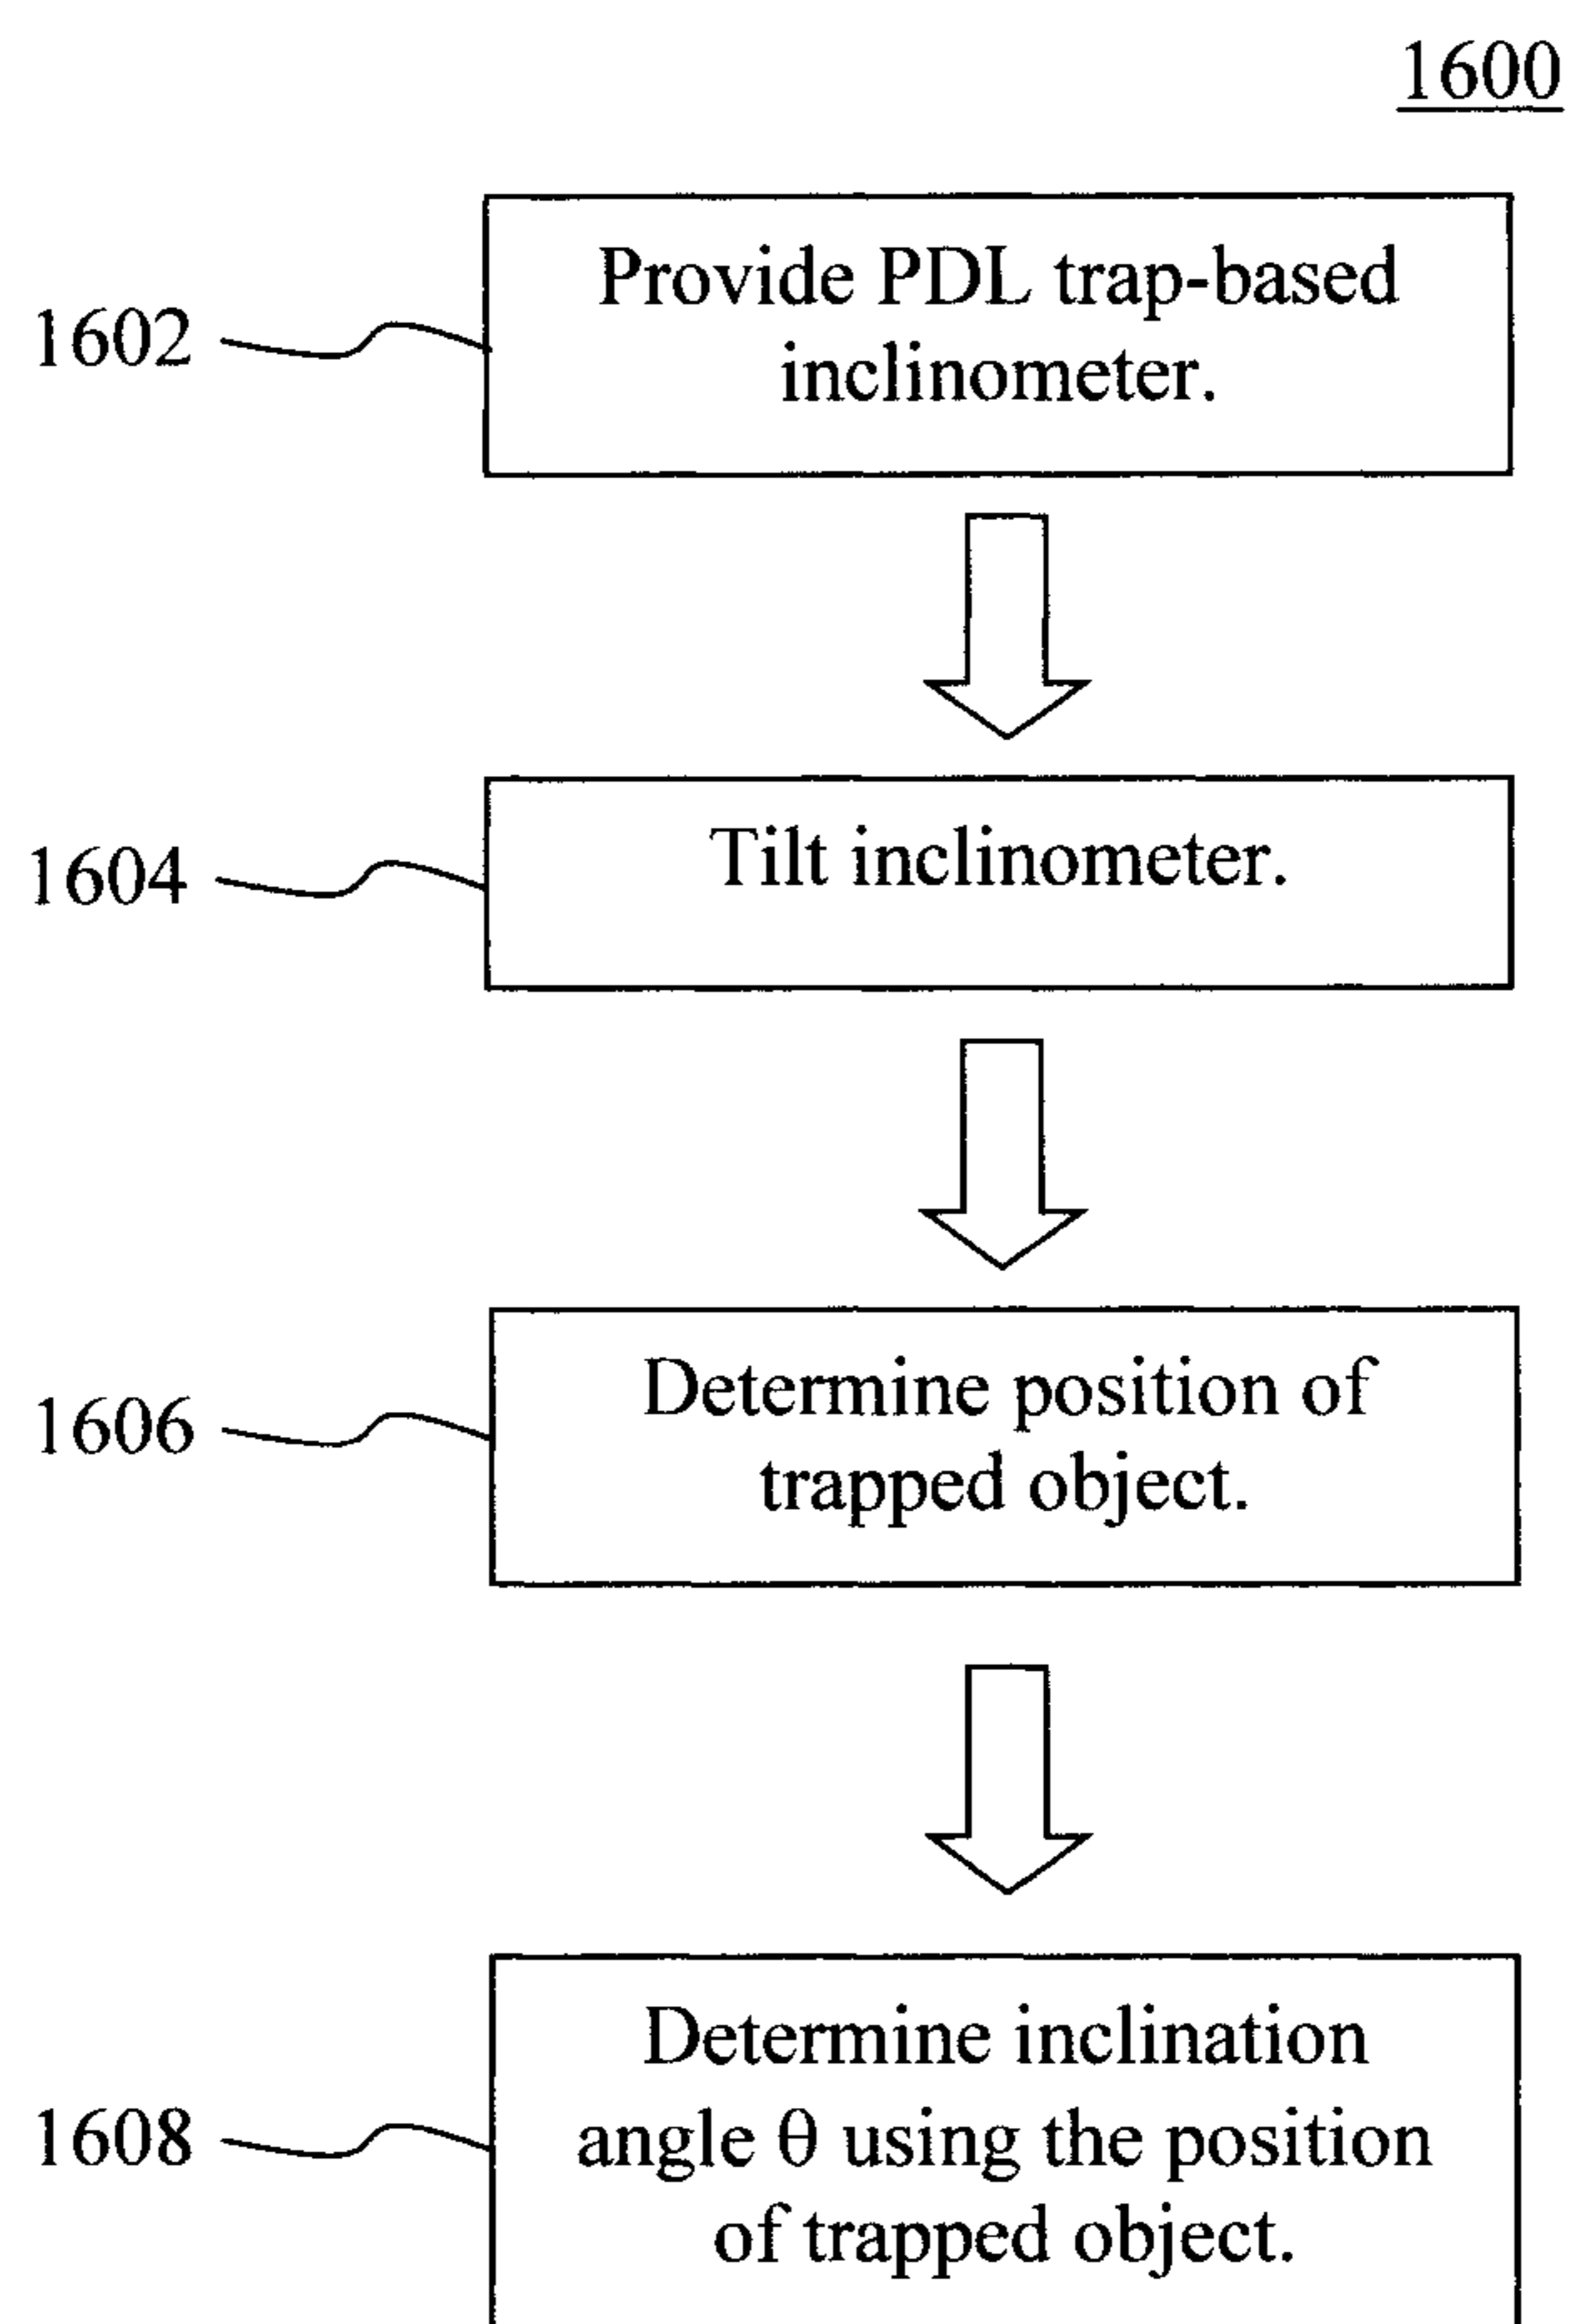 1600
1602
Provide PDL trap-based
inclinometer.
1604
Tilt inclinometer.
1606
Determine position of
trapped object.
1608
Determine inclination
angle θ using the position
of trapped object.